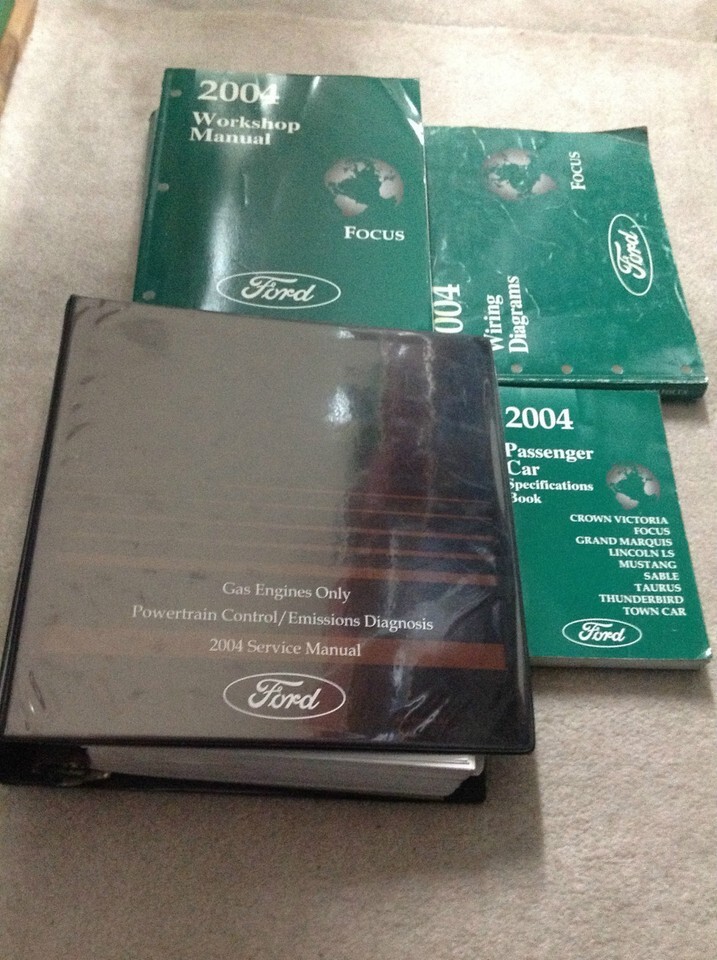 2004
Workshop
Manual
FOCUS
Ford
FOCUS
Ford
004
Wiring
Diagrams
2004
Passenger
Car
Specifications
Book
CROWN VICTORIA
FOCUS
GRAND MARQUIS
LINCOLN LS
MUSTANG
SABLE
TAURUS
THUNDERBIRD
TOWN CAR
Ford
Gas Engines Only
Powertrain Control/Emissions Diagnosis
2004 Service Manual
Ford